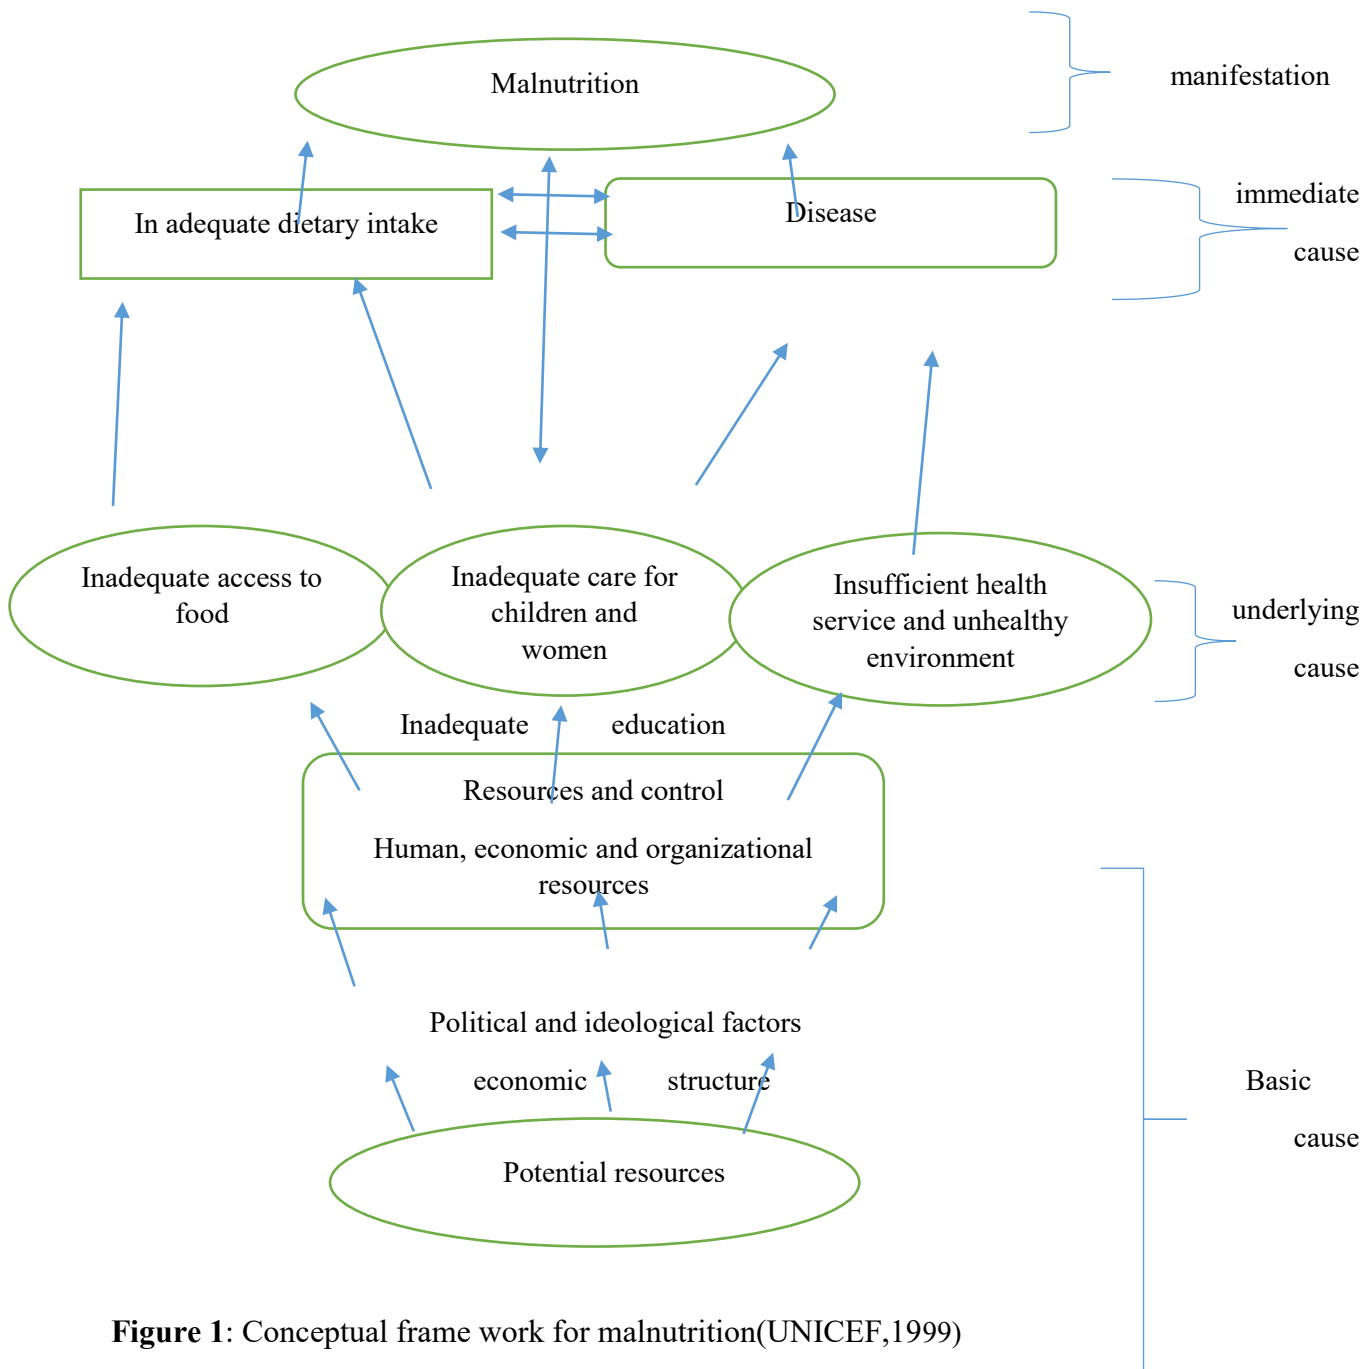 Malnutrition
manifestation
immediate
cause
In adequate dietary intake
Disease
Inadequate access to
food
Inadequate care for
children and
women
Insufficient health
service and unhealthy
environment
underlying
cause
Inadequate education
Resources and control
Human, economic and organizational
resources
Political and ideological factors
economic structure
Basic
cause
Potential resources
Figure 1: Conceptual frame work for malnutrition(UNICEF,1999)